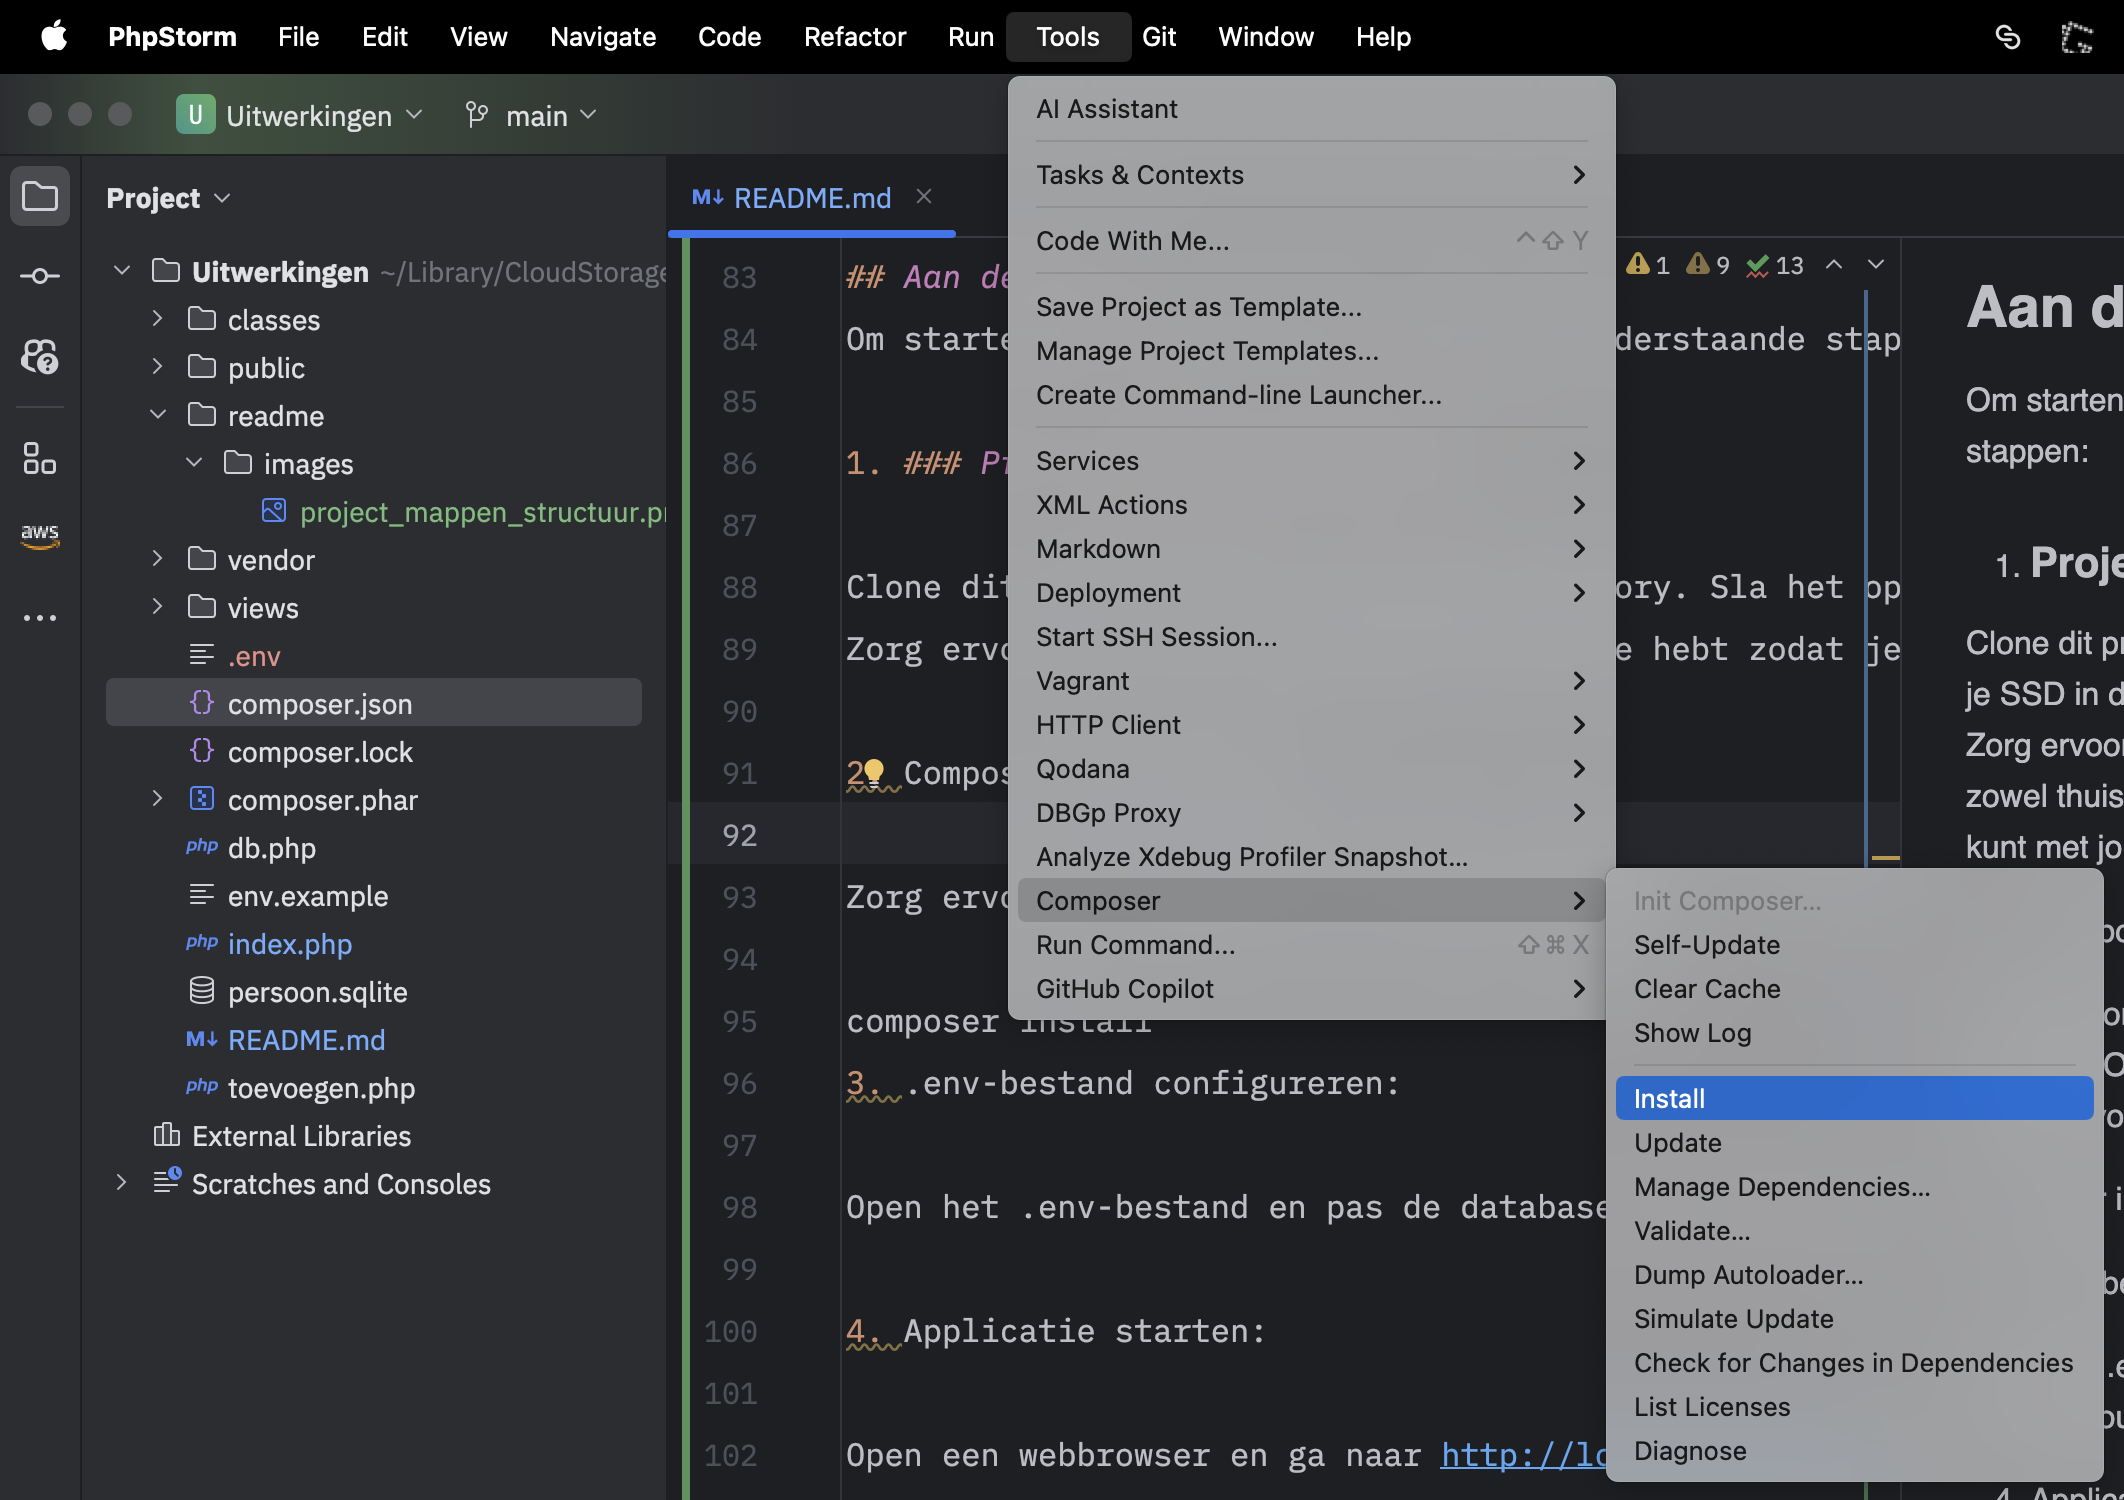 PhpStorm File Edit View Navigate Code Refactor Run Tools Git Window Help
U Uitwerkingen main
Project
Uitwerkingen ~/Library/CloudStorage
classes
public
readme
images
project_mappen_structuur.pr
vendor
views
.env
{} composer.json
{} composer.lock
composer.phar
php db.php
env.example
php index.php
persoon.sqlite
M↓ README.md
php toevoegen.php
External Libraries
Scratches and Consoles
aws
M↓ README.md
1 9 13
83 ## Aan de
84 Om starte derstaande stap
85
86 1. ###
87
88 Clone dit ory. Sla het op
89 Zorg ervo e hebt zodat je
90
91 Compos
92
93 Zorg ervo
94
95 composer install
96 3. .env-bestand configureren:
97
98 Open het .env-bestand en pas de database
99
100 4. Applicatie starten:
101
102 Open een webbrowser en ga naar http://lo
AI Assistant
Tasks & Contexts
Code With Me... ^⇧Y
Save Project as Template...
Manage Project Templates...
Create Command-line Launcher...
Services
XML Actions
Markdown
Deployment
Start SSH Session...
Vagrant
HTTP Client
Qodana
DBGp Proxy
Analyze Xdebug Profiler Snapshot...
Composer
Run Command... ⇧⌘X
GitHub Copilot
Init Composer...
Self-Update
Clear Cache
Show Log
Install
Update
Manage Dependencies...
Validate...
Dump Autoloader...
Simulate Update
Check for Changes in Dependencies
List Licenses
Diagnose
Aan d
Om starten
stappen:
1. Proje
Clone dit pr
je SSD in d
Zorg ervoor
zowel thuis
kunt met jo